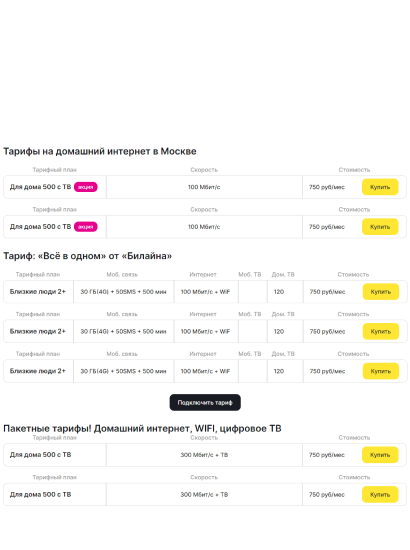 Тарифы на домашний интернет в Москве
Тарифный план Скорость Стоимость
Для дома 500 с ТВ акция 100 Мбит/с 750 руб/мес Купить
Тарифный план Скорость Стоимость
Для дома 500 с ТВ акция 100 Мбит/с 750 руб/мес Купить
Тариф: «Всё в одном» от «Билайна»
Тарифный план Моб. связь Интернет Моб. ТВ Дом. ТВ Стоимость
Близкие люди 2+ 30 ГБ(4G) + 50SMS + 500 мин 100 Мбит/с + WiF 120 750 руб/мес Купить
Тарифный план Моб. связь Интернет Моб. ТВ Дом. ТВ Стоимость
Близкие люди 2+ 30 ГБ(4G) + 50SMS + 500 мин 100 Мбит/с + WiF 120 750 руб/мес Купить
Тарифный план Моб. связь Интернет Моб. ТВ Дом. ТВ Стоимость
Близкие люди 2+ 30 ГБ(4G) + 50SMS + 500 мин 100 Мбит/с + WiF 120 750 руб/мес Купить
Подключить тариф
Пакетные тарифы! Домашний интернет, WIFI, цифровое ТВ
Тарифный план Скорость Стоимость
Для дома 500 с ТВ 300 Мбит/с + ТВ 750 руб/мес Купить
Тарифный план Скорость Стоимость
Для дома 500 с ТВ 300 Мбит/с + ТВ 750 руб/мес Купить